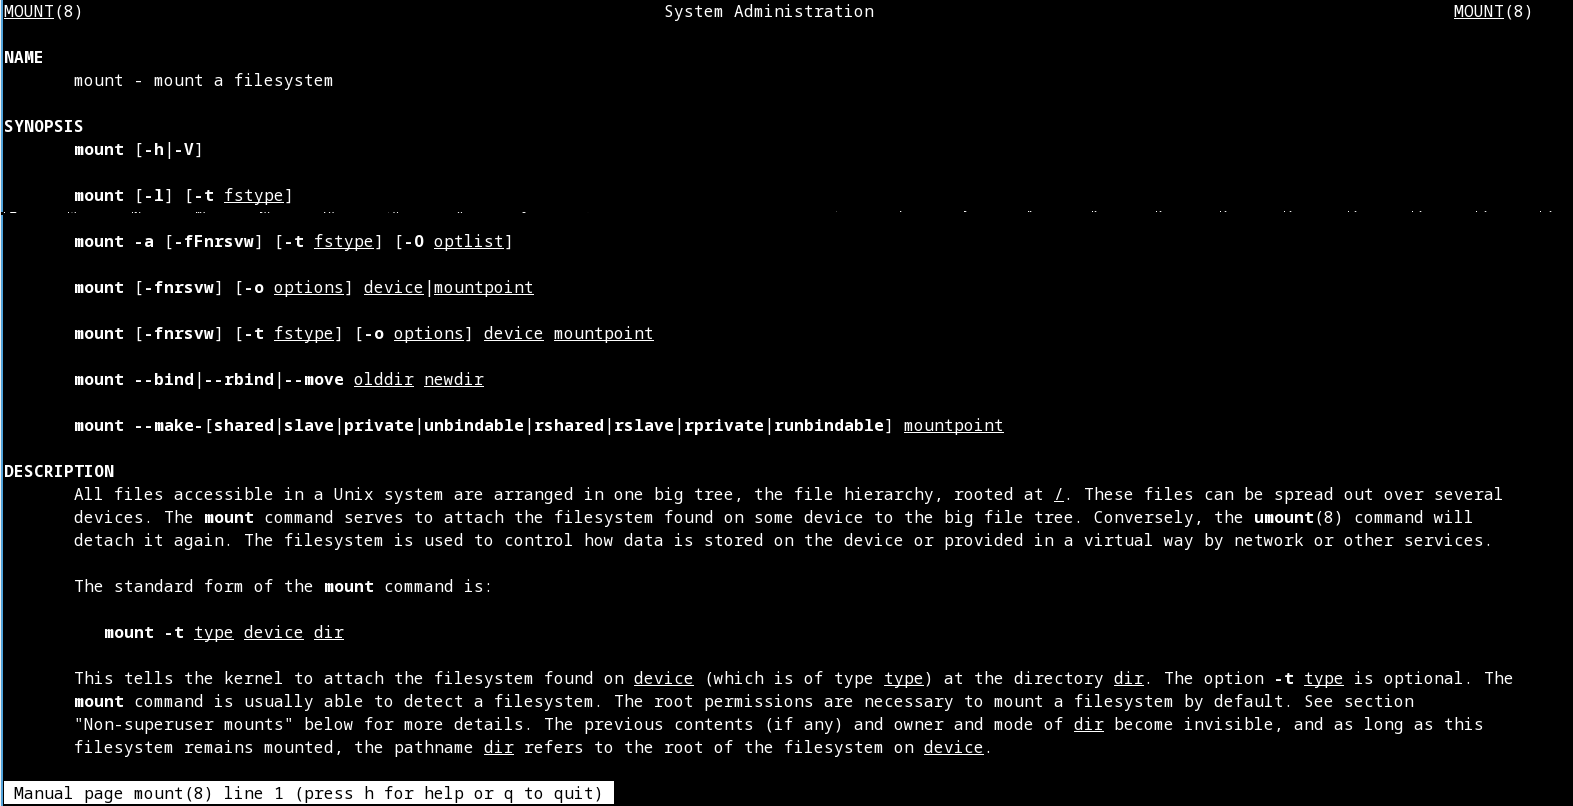 MOUNT(8) System Administration MOUNT(8)
NAME
mount - mount a filesystem
SYNOPSIS
mount [-h|-V]
mount [-l] [-t fstype]
mount -a [-fFnrsvw] [-t fstype] [-O optlist]
mount [-fnrsvw] [-o options] device|mountpoint
mount [-fnrsvw] [-t fstype] [-o options] device mountpoint
mount --bind|--rbind|--move olddir newdir
mount --make-[shared|slave|private|unbindable|rshared|rslave|rprivate|runbindable] mountpoint
DESCRIPTION
All files accessible in a Unix system are arranged in one big tree, the file hierarchy, rooted at /. These files can be spread out over several
devices. The mount command serves to attach the filesystem found on some device to the big file tree. Conversely, the umount(8) command will
detach it again. The filesystem is used to control how data is stored on the device or provided in a virtual way by network or other services.
The standard form of the mount command is:
mount -t type device dir
This tells the kernel to attach the filesystem found on device (which is of type type) at the directory dir. The option -t type is optional. The
mount command is usually able to detect a filesystem. The root permissions are necessary to mount a filesystem by default. See section
"Non-superuser mounts" below for more details. The previous contents (if any) and owner and mode of dir become invisible, and as long as this
filesystem remains mounted, the pathname dir refers to the root of the filesystem on device.
Manual page mount(8) line 1 (press h for help or q to quit)